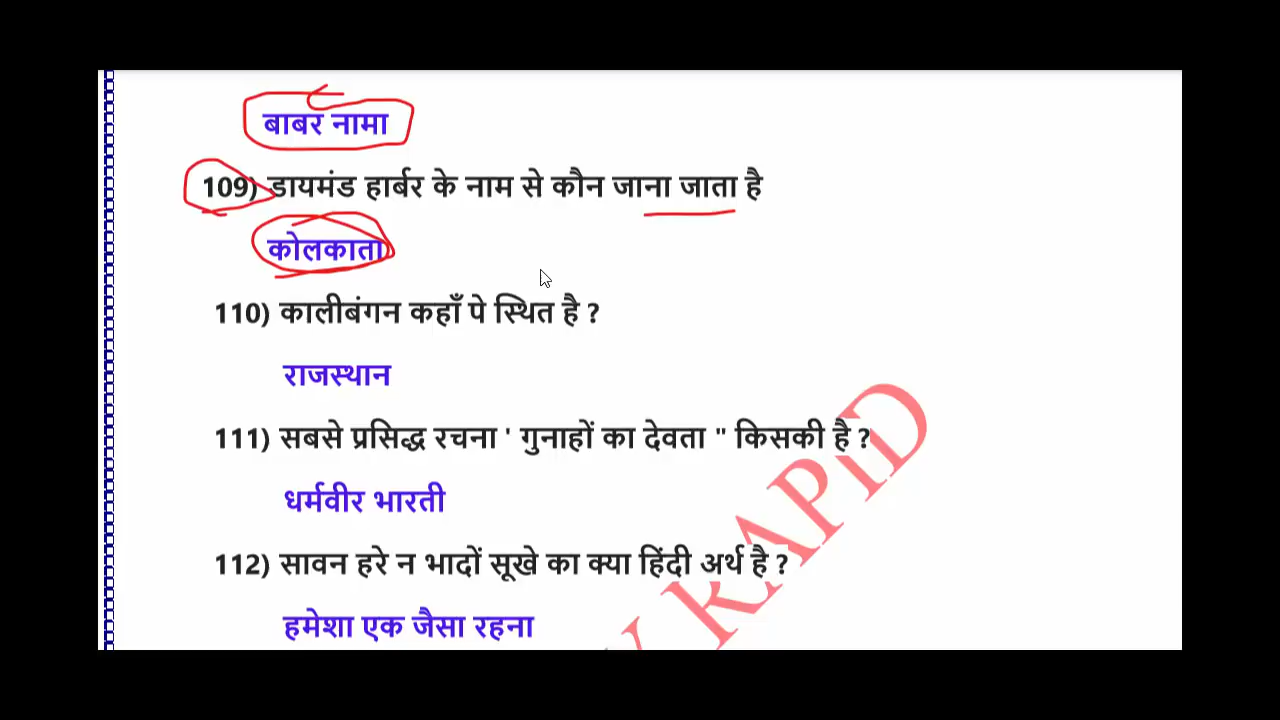 बाबर नामा
109) डायमंड हार्बर के नाम से कौन जाना जाता है
कोलकाता
110) कालीबंगन कहाँ पे स्थित है ?
राजस्थान
111) सबसे प्रसिद्ध रचना ' गुनाहों का देवता " किसकी है ?
धर्मवीर भारती
112) सावन हरे न भादों सूखे का क्या हिंदी अर्थ है ?
हमेशा एक जैसा रहना
KAPID